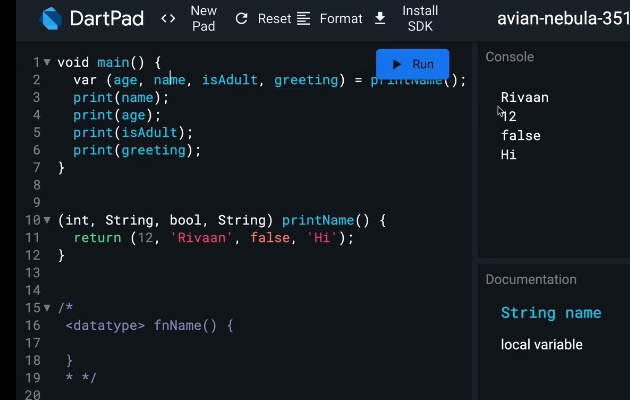 DartPad <> New Pad Reset Format Install SDK avian-nebula-351
Run
1 void main() {
2 var (age, name, isAdult, greeting) = printName();
3 print(name);
4 print(age);
5 print(isAdult);
6 print(greeting);
7 }
8
9
10 (int, String, bool, String) printName() {
11 return (12, 'Rivaan', false, 'Hi');
12 }
13
14
15 /*
16 <datatype> fnName() {
17
18 }
19 * */
20
Console
Rivaan
12
false
Hi
Documentation
String name
local variable